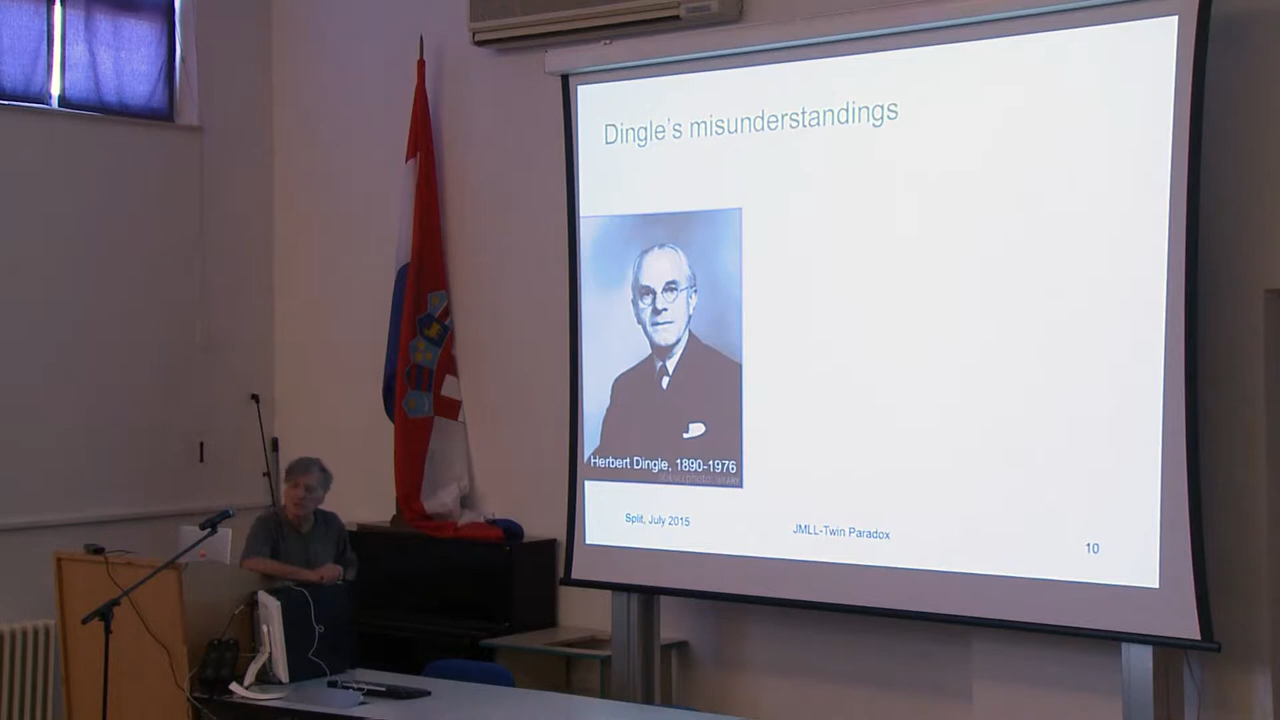 Dingle's misunderstandings
Herbert Dingle, 1890-1976
Split, July 2015
JMLL-Twin Paradox
10